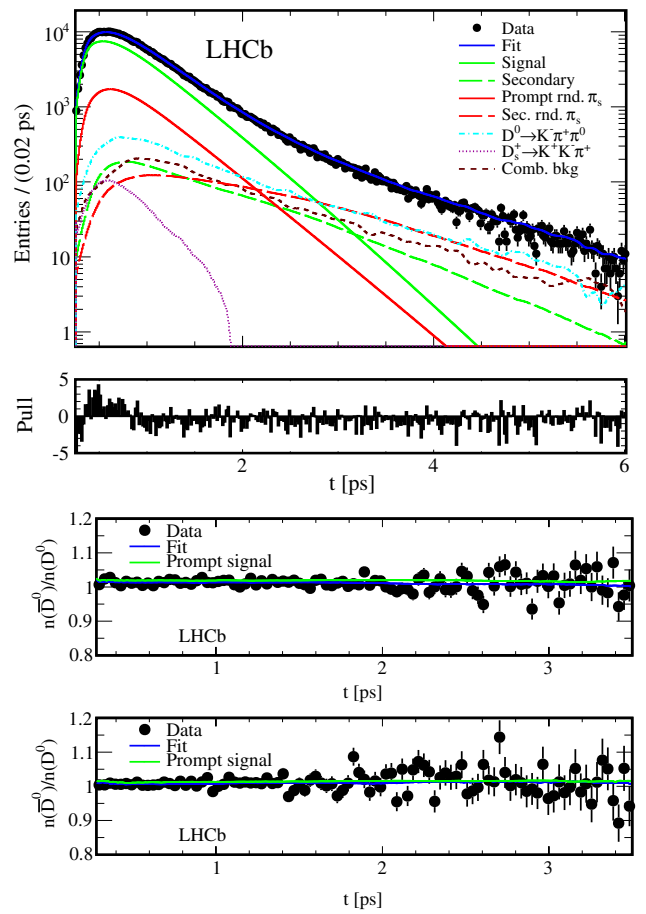 LHCb
Data
Fit
Signal
Secondary
Prompt rnd. πs
Sec. rnd. πs
D⁰→K⁻π⁺π⁰
Ds⁺→K⁺K⁻π⁺
Comb. bkg
Entries / (0.02 ps)
10⁴
10³
10²
10
1
Pull
5
0
-5
2 4 6
t [ps]
n(D̅⁰)/n(D⁰)
1.2
1.1
1.0
0.9
0.8
Data
Fit
Prompt signal
LHCb
1 2 3
t [ps]
n(D̅⁰)/n(D⁰)
1.2
1.1
1.0
0.9
0.8
Data
Fit
Prompt signal
LHCb
1 2 3
t [ps]